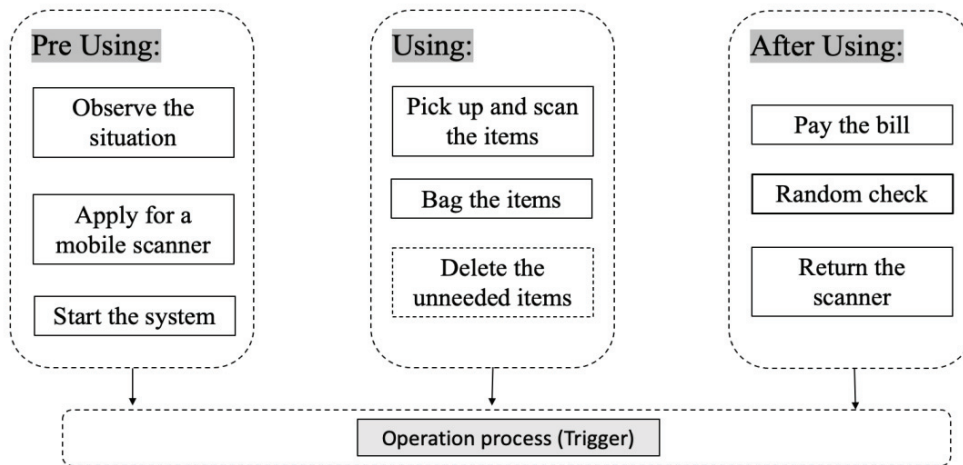 Pre Using:
Observe the
situation
Apply for a
mobile scanner
Start the system
Using:
Pick up and scan
the items
Bag the items
Delete the
unneeded items
After Using:
Pay the bill
Random check
Return the
scanner
Operation process (Trigger)